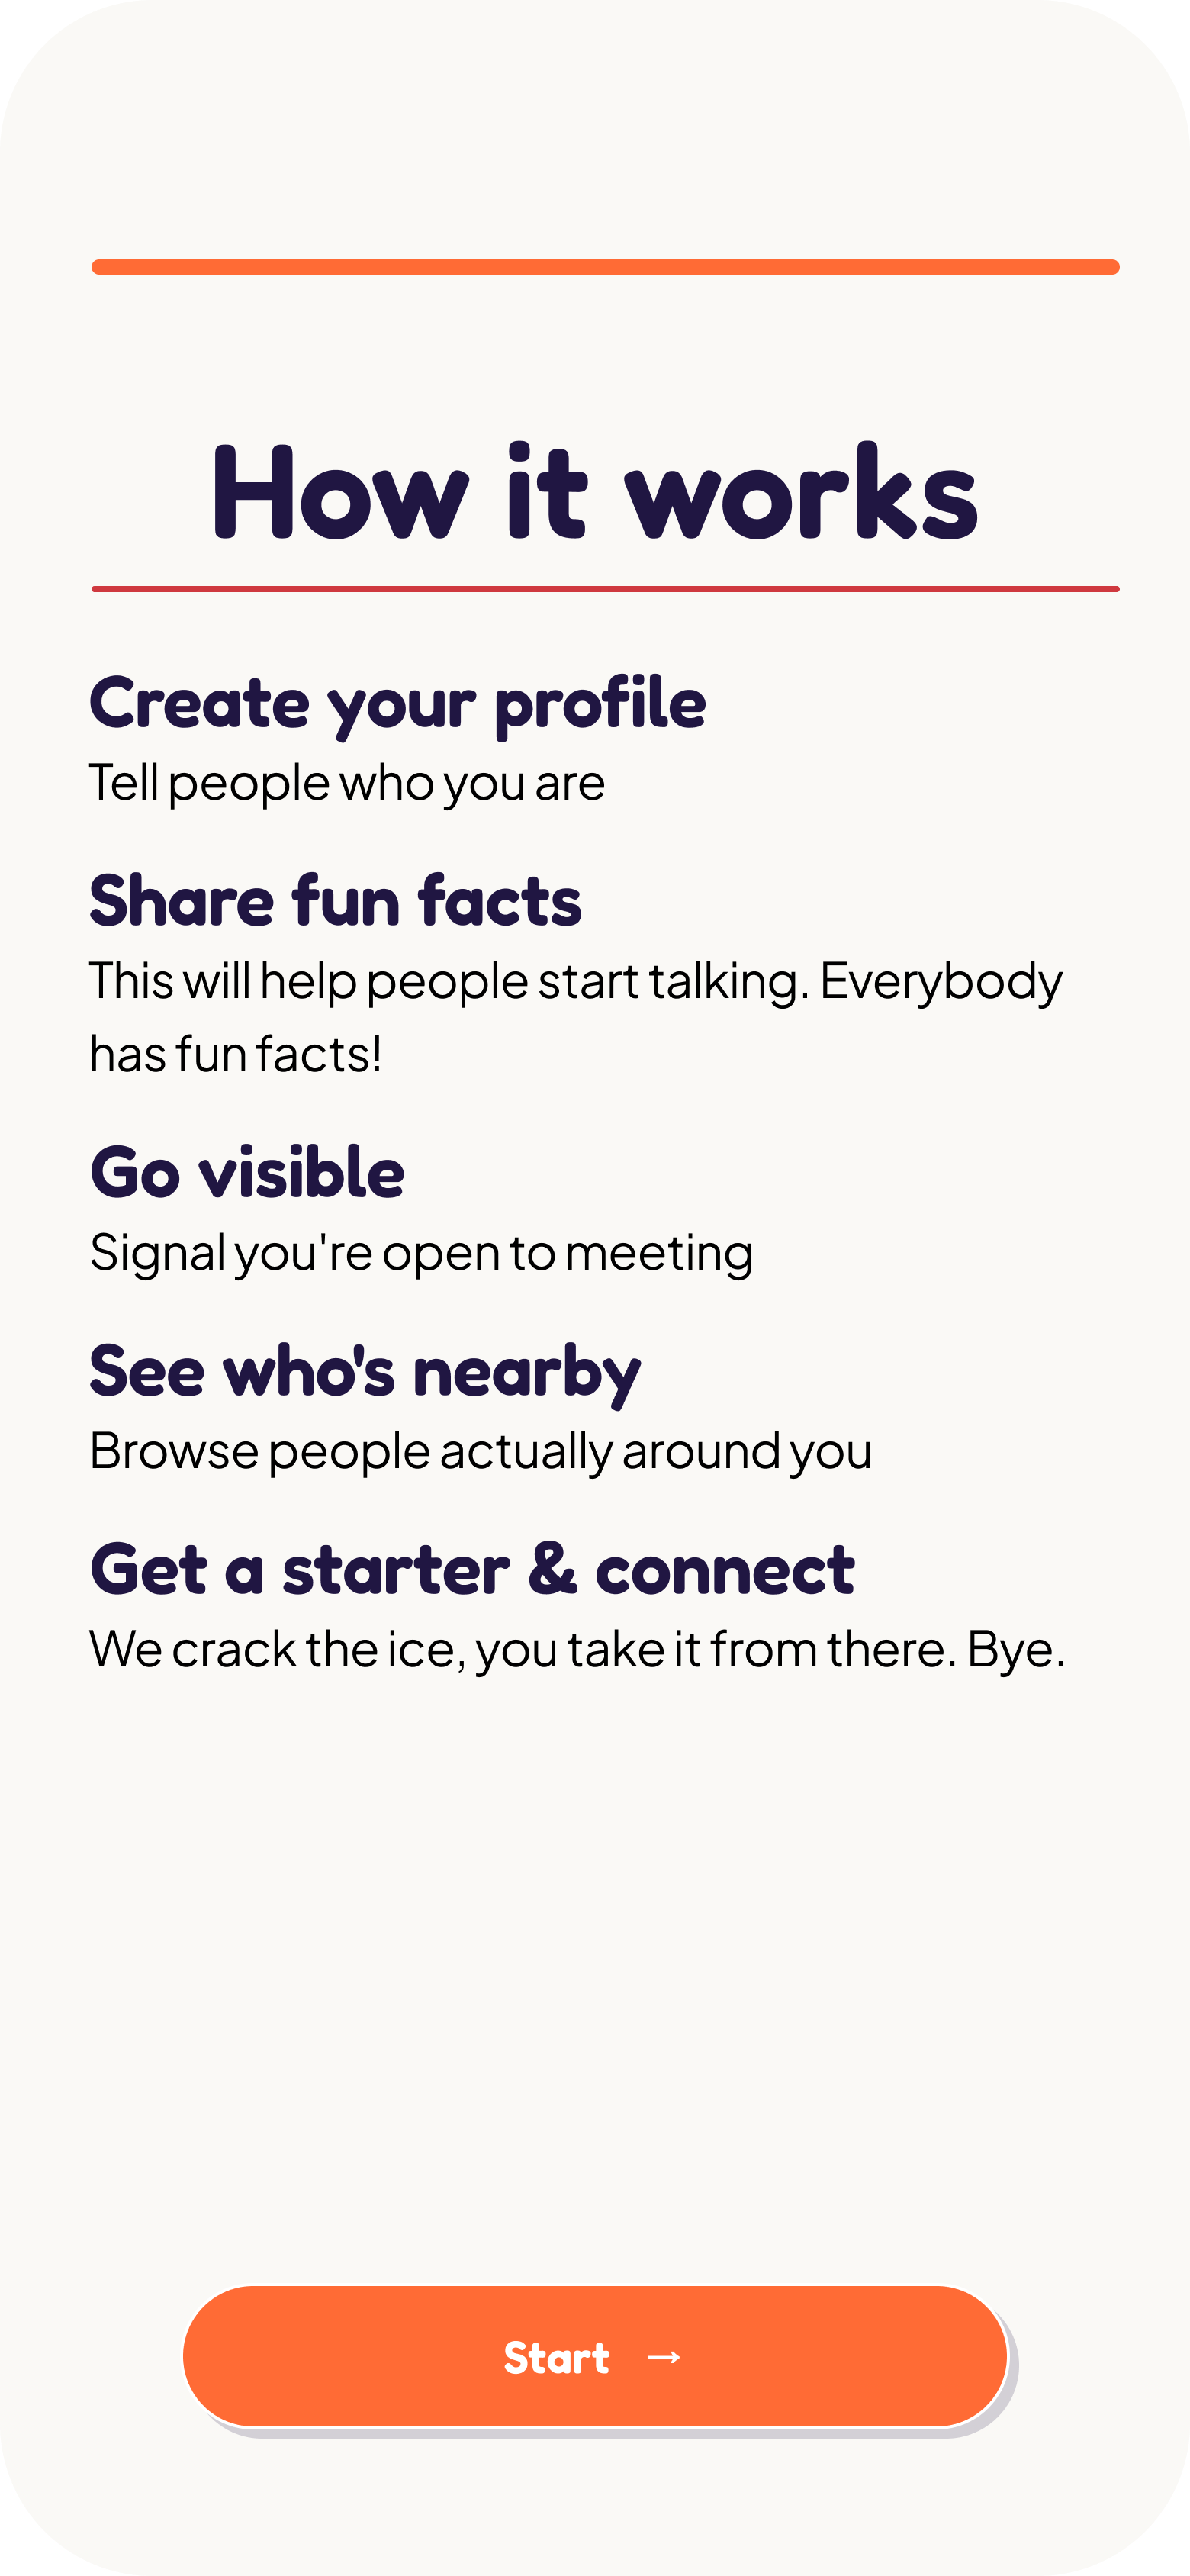 How it works
Create your profile
Tell people who you are
Share fun facts
This will help people start talking. Everybody
has fun facts!
Go visible
Signal you're open to meeting
See who's nearby
Browse people actually around you
Get a starter & connect
We crack the ice, you take it from there. Bye.
Start →